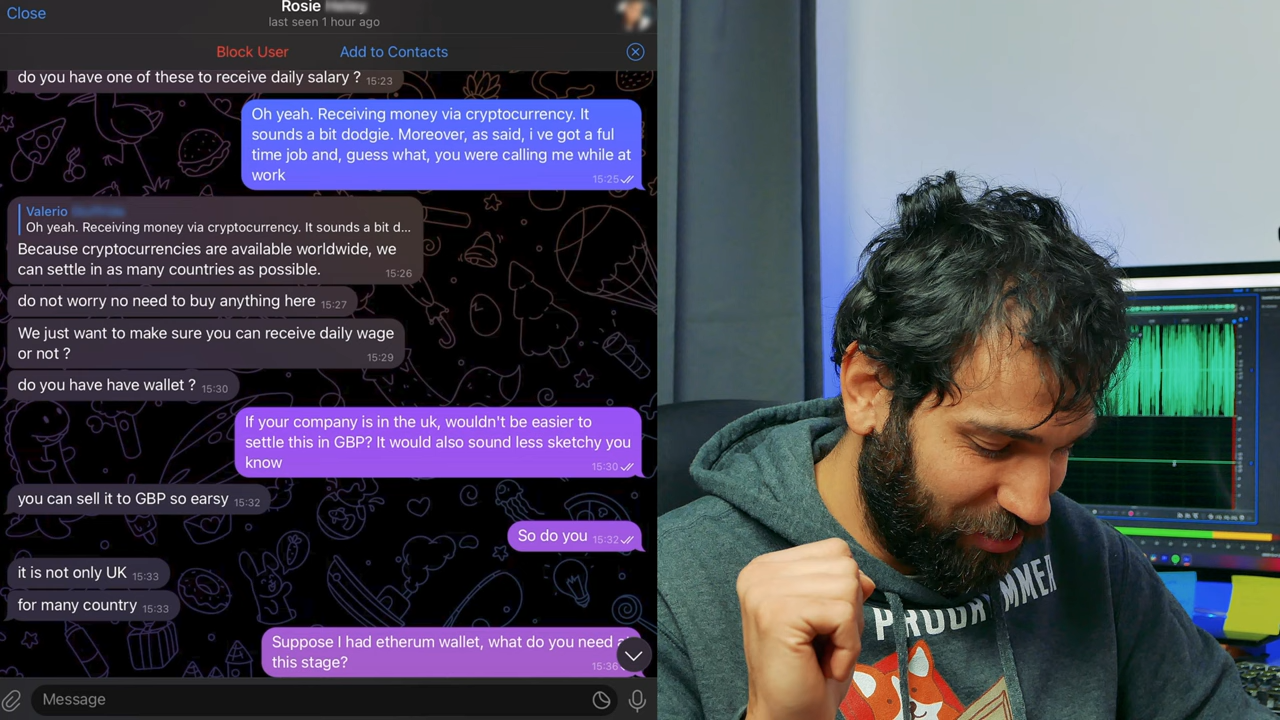 Close
Rosie
last seen 1 hour ago
Block User
Add to Contacts
do you have one of these to receive daily salary ? 15:23
Oh yeah. Receiving money via cryptocurrency. It
sounds a bit dodgie. Moreover, as said, i ve got a ful
time job and, guess what, you were calling me while at
work 15:25
Valerio
Oh yeah. Receiving money via cryptocurrency. It sounds a bit d...
Because cryptocurrencies are available worldwide, we
can settle in as many countries as possible. 15:26
do not worry no need to buy anything here 15:27
We just want to make sure you can receive daily wage
or not ? 15:29
do you have have wallet ? 15:30
If your company is in the uk, wouldn't be easier to
settle this in GBP? It would also sound less sketchy you
know 15:30
you can sell it to GBP so earsy 15:32
So do you 15:32
it is not only UK 15:33
for many country 15:33
Suppose I had etherum wallet, what do you need
this stage? 15:36
Message
PROGRAMMER